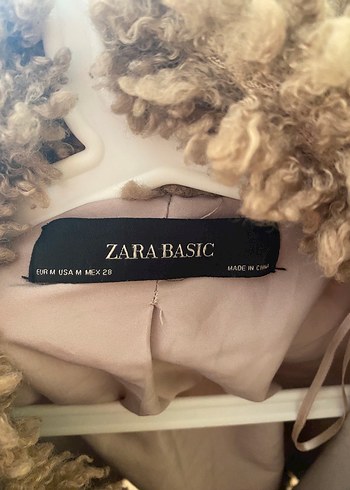 ZARA BASIC
EUR M USA M MEX 28
MADE IN CHINA